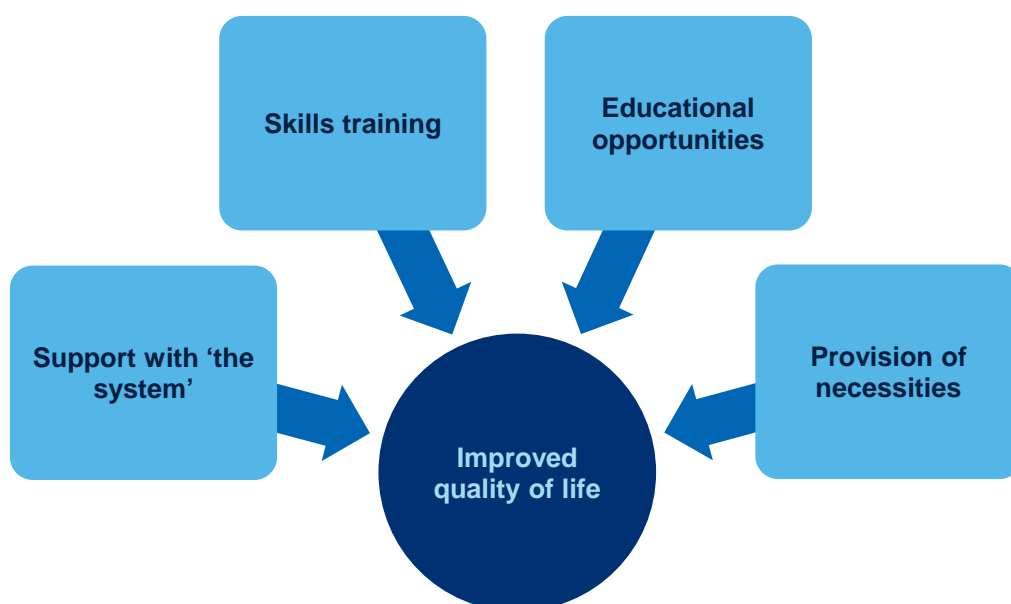 Skills training
Educational
opportunities
Support with ‘the
system’
Provision of
necessities
Improved
quality of life